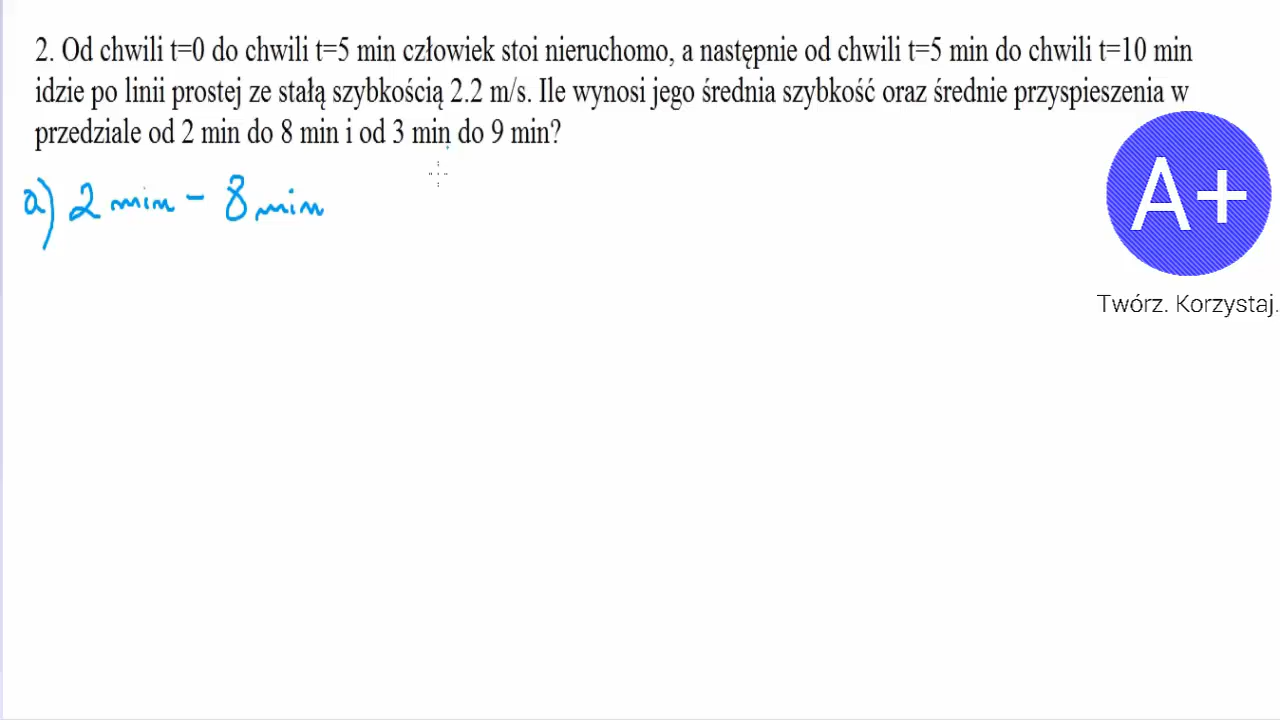 2. Od chwili t=0 do chwili t=5 min człowiek stoi nieruchomo, a następnie od chwili t=5 min do chwili t=10 min
idzie po linii prostej ze stałą szybkością 2.2 m/s. Ile wynosi jego średnia szybkość oraz średnie przyspieszenia w
przedziale od 2 min do 8 min i od 3 min do 9 min?
a) 2 min - 8 min
A+
Twórz. Korzystaj.